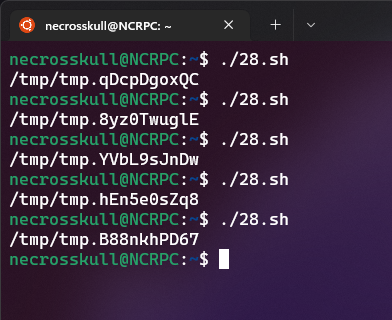 necrosskull@NCRPC: ~
necrosskull@NCRPC:~$ ./28.sh
/tmp/tmp.qDcpDgoxQC
necrosskull@NCRPC:~$ ./28.sh
/tmp/tmp.8yz0TwuglE
necrosskull@NCRPC:~$ ./28.sh
/tmp/tmp.YVbL9sJnDw
necrosskull@NCRPC:~$ ./28.sh
/tmp/tmp.hEn5e0sZq8
necrosskull@NCRPC:~$ ./28.sh
/tmp/tmp.B88nkhPD67
necrosskull@NCRPC:~$